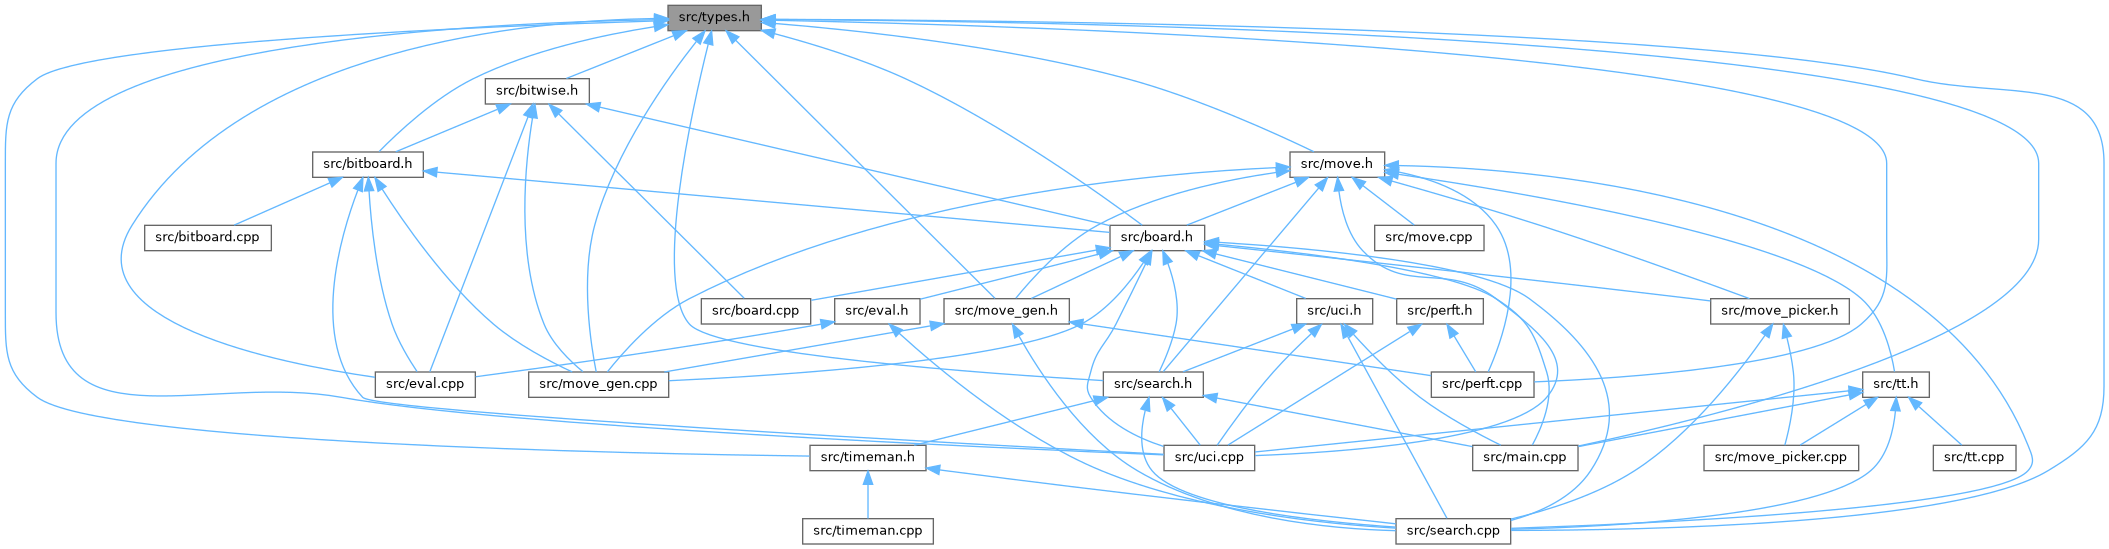 src/types.h
src/bitwise.h
src/bitboard.h
src/move.h
src/bitboard.cpp
src/board.h
src/move.cpp
src/board.cpp
src/eval.h
src/move_gen.h
src/uci.h
src/perft.h
src/move_picker.h
src/eval.cpp
src/move_gen.cpp
src/search.h
src/perft.cpp
src/tt.h
src/timeman.h
src/uci.cpp
src/main.cpp
src/move_picker.cpp
src/tt.cpp
src/timeman.cpp
src/search.cpp